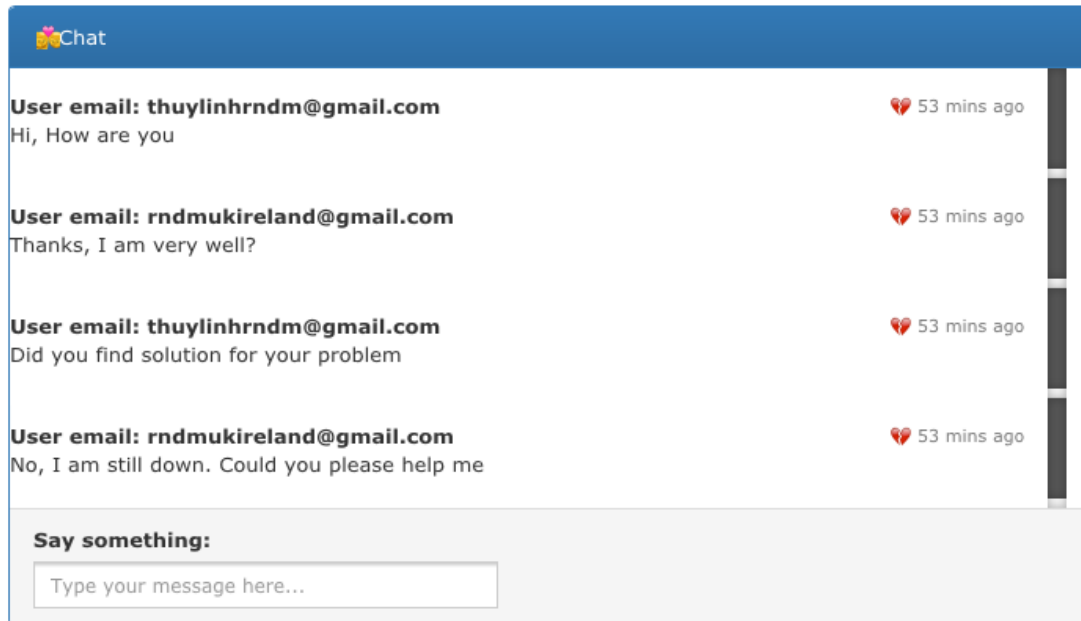 Chat
User email: thuylinhrndm@gmail.com 53 mins ago
Hi, How are you
User email: rndmukireland@gmail.com 53 mins ago
Thanks, I am very well?
User email: thuylinhrndm@gmail.com 53 mins ago
Did you find solution for your problem
User email: rndmukireland@gmail.com 53 mins ago
No, I am still down. Could you please help me
Say something:
Type your message here...